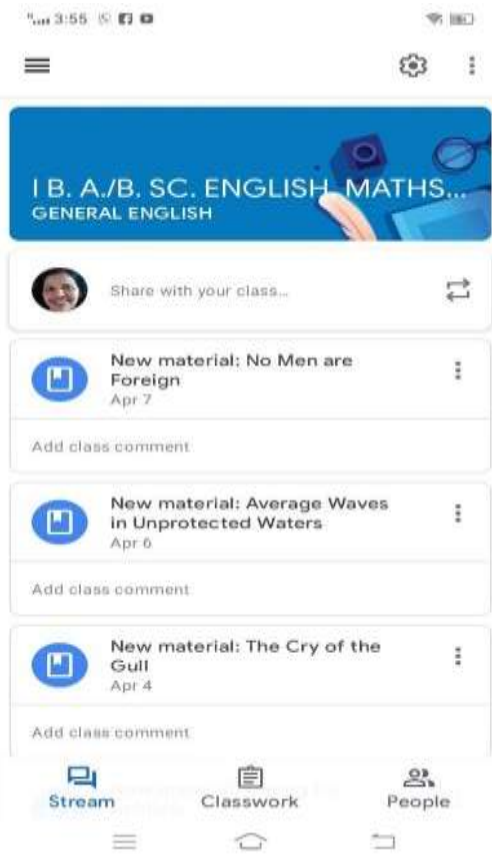 3:55
I B. A./B. SC. ENGLISH, MATHS...
GENERAL ENGLISH
Share with your class...
New material: No Men are
Foreign
Apr 7
Add class comment
New material: Average Waves
in Unprotected Waters
Apr 6
Add class comment
New material: The Cry of the
Gull
Apr 4
Add class comment
Stream
Classwork
People